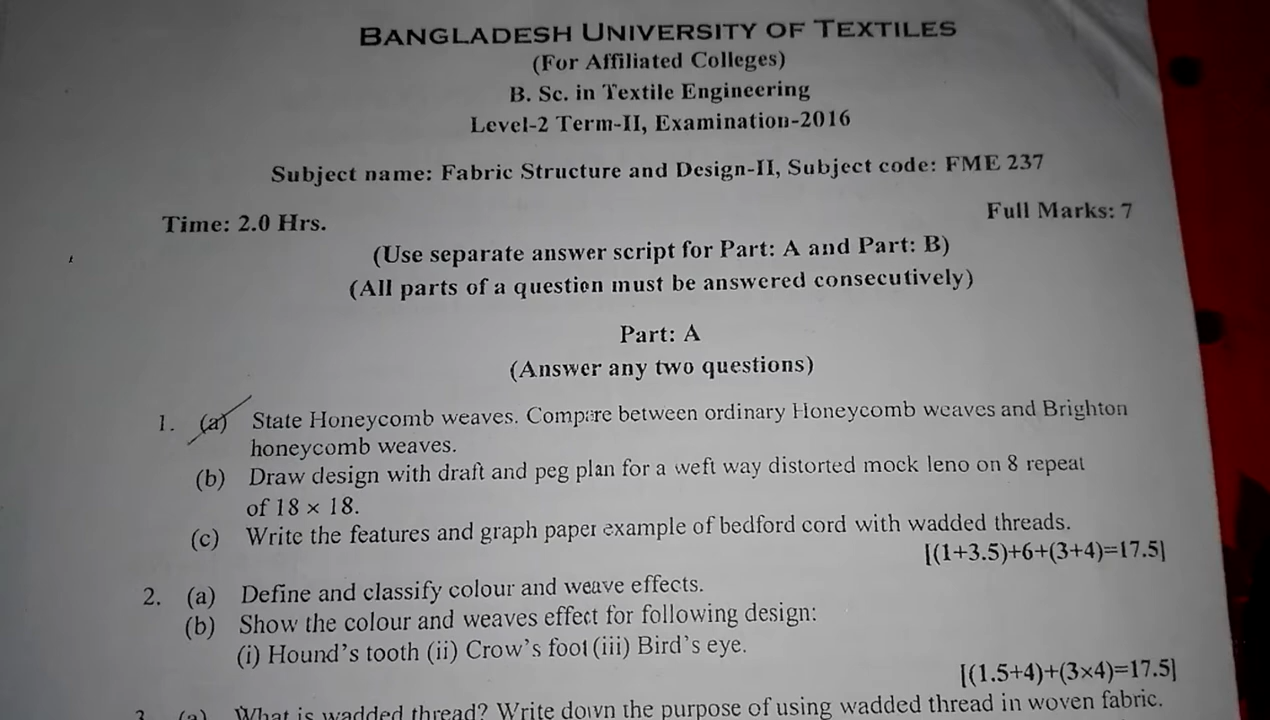 BANGLADESH UNIVERSITY OF TEXTILES
(For Affiliated Colleges)
B. Sc. in Textile Engineering
Level-2 Term-II, Examination-2016
Subject name: Fabric Structure and Design-II, Subject code: FME 237
Time: 2.0 Hrs. Full Marks: 7
(Use separate answer script for Part: A and Part: B)
(All parts of a question must be answered consecutively)
Part: A
(Answer any two questions)
1. (a) State Honeycomb weaves. Compare between ordinary Honeycomb weaves and Brighton
honeycomb weaves.
(b) Draw design with draft and peg plan for a weft way distorted mock leno on 8 repeat
of 18 × 18.
(c) Write the features and graph paper example of bedford cord with wadded threads.
[(1+3.5)+6+(3+4)=17.5]
2. (a) Define and classify colour and weave effects.
(b) Show the colour and weaves effect for following design:
(i) Hound's tooth (ii) Crow's foot (iii) Bird's eye.
[(1.5+4)+(3×4)=17.5]
3. (a) What is wadded thread? Write down the purpose of using wadded thread in woven fabric.